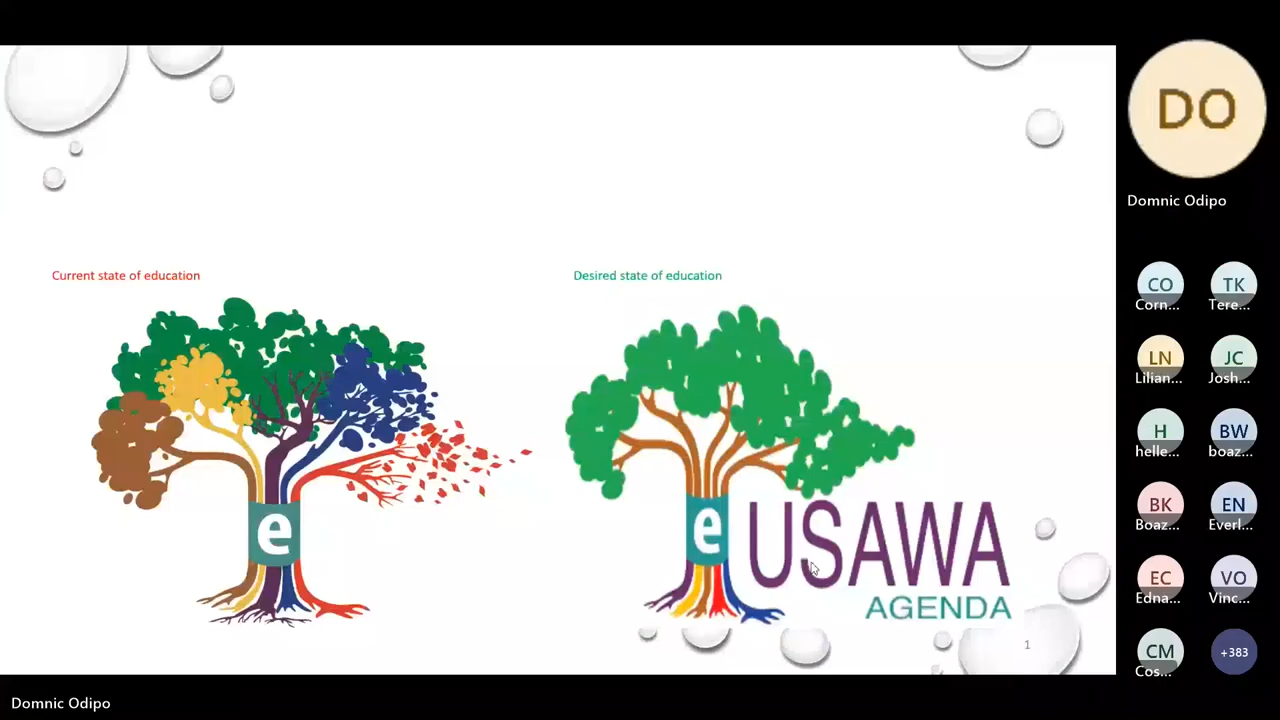 Current state of education
Desired state of education
e
e USAWA
AGENDA
1
DO
Domnic Odipo
CO
TK
Corn...
Tere...
LN
JC
Lilian...
Josh...
H
BW
helle...
boaz...
BK
EN
Boaz...
Everl...
EC
VO
Edna...
Vinc...
CM
+383
Cos...
Domnic Odipo